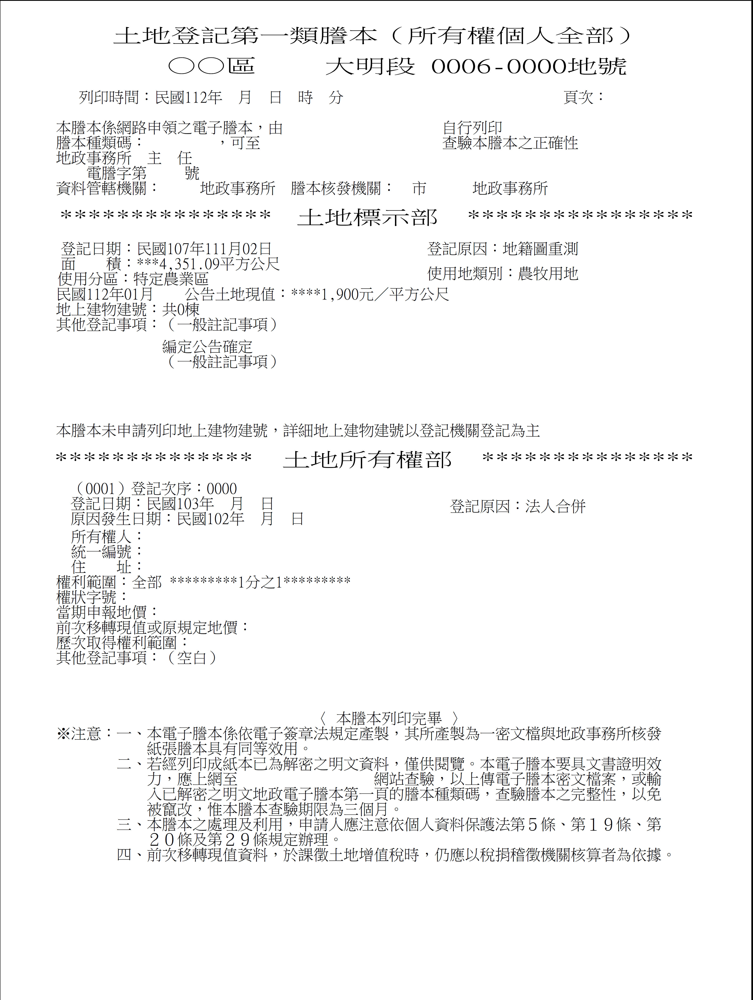 土地登記第一類謄本（所有權個人全部）
〇〇區　大明段 0006-0000地號
列印時間：民國112年　月　日　時　分　頁次：
本謄本係網路申領之電子謄本，由　自行列印
謄本種類碼：　，可至　查驗本謄本之正確性
地政事務所　主　任
電謄字第　號
資料管轄機關：　地政事務所　謄本核發機關：　市　地政事務所
***************　土地標示部　****************
登記日期：民國107年111月02日　登記原因：地籍圖重測
面　　積：***4,351.09平方公尺
使用分區：特定農業區　使用地類別：農牧用地
民國112年01月　　公告土地現值：****1,900元／平方公尺
地上建物建號：共0棟
其他登記事項：（一般註記事項）
編定公告確定
（一般註記事項）
本謄本未申請列印地上建物建號，詳細地上建物建號以登記機關登記為主
**************　土地所有權部　***************
（0001）登記次序：0000
登記日期：民國103年　月　日　登記原因：法人合併
原因發生日期：民國102年　月　日
所有權人：
統一編號：
住　　址：
權利範圍：全部 *********1分之1*********
權狀字號：
當期申報地價：
前次移轉現值或原規定地價：
歷次取得權利範圍：
其他登記事項：（空白）
〈 本謄本列印完畢 〉
※注意：一、本電子謄本係依電子簽章法規定產製，其所產製為一密文檔與地政事務所核發
紙張謄本具有同等效用。
二、若經列印成紙本已為解密之明文資料，僅供閱覽。本電子謄本要具文書證明效
力，應上網至　網站查驗，以上傳電子謄本密文檔案，或輸
入已解密之明文地政電子謄本第一頁的謄本種類碼，查驗謄本之完整性，以免
被竄改，惟本謄本查驗期限為三個月。
三、本謄本之處理及利用，申請人應注意依個人資料保護法第５條、第１９條、第
２０條及第２９條規定辦理。
四、前次移轉現值資料，於課徵土地增值稅時，仍應以稅捐稽徵機關核算者為依據。